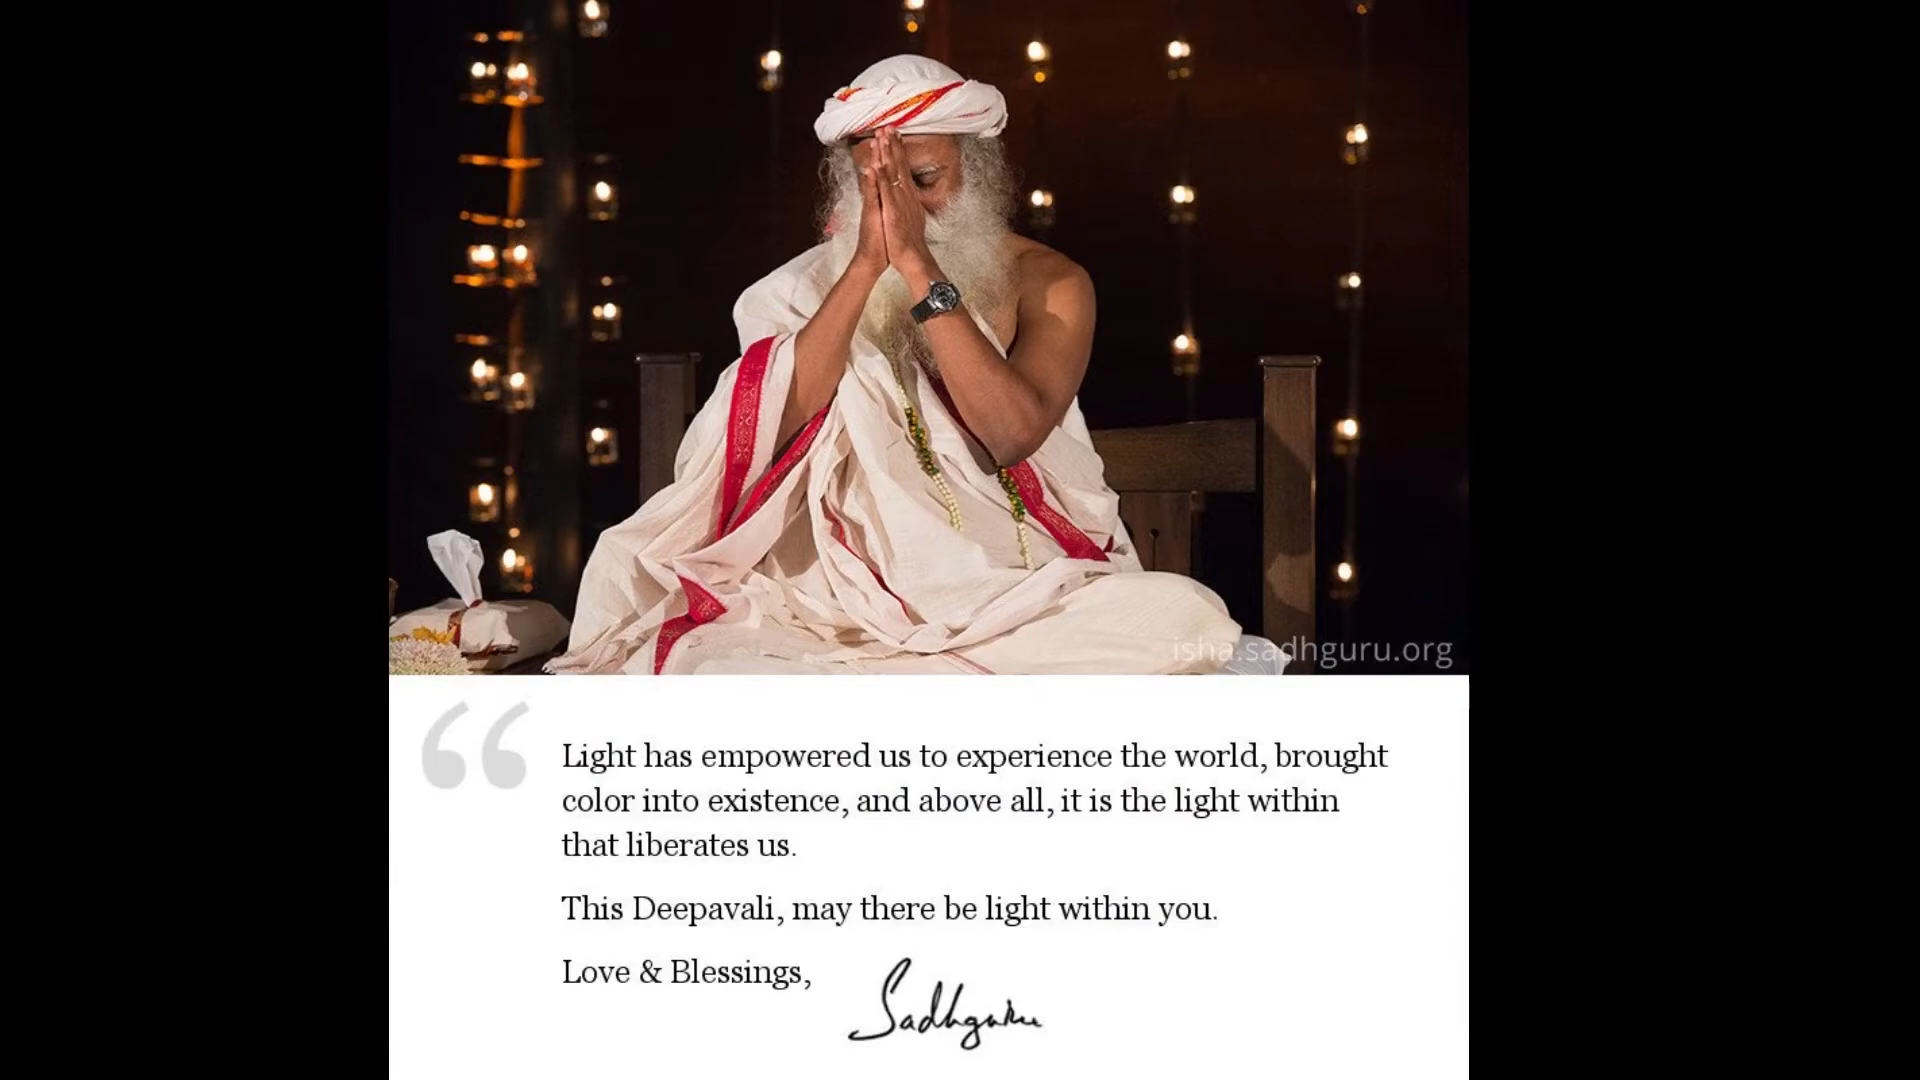 isha.sadhguru.org
“
Light has empowered us to experience the world, brought
color into existence, and above all, it is the light within
that liberates us.
This Deepavali, may there be light within you.
Love & Blessings,
Sadhguru